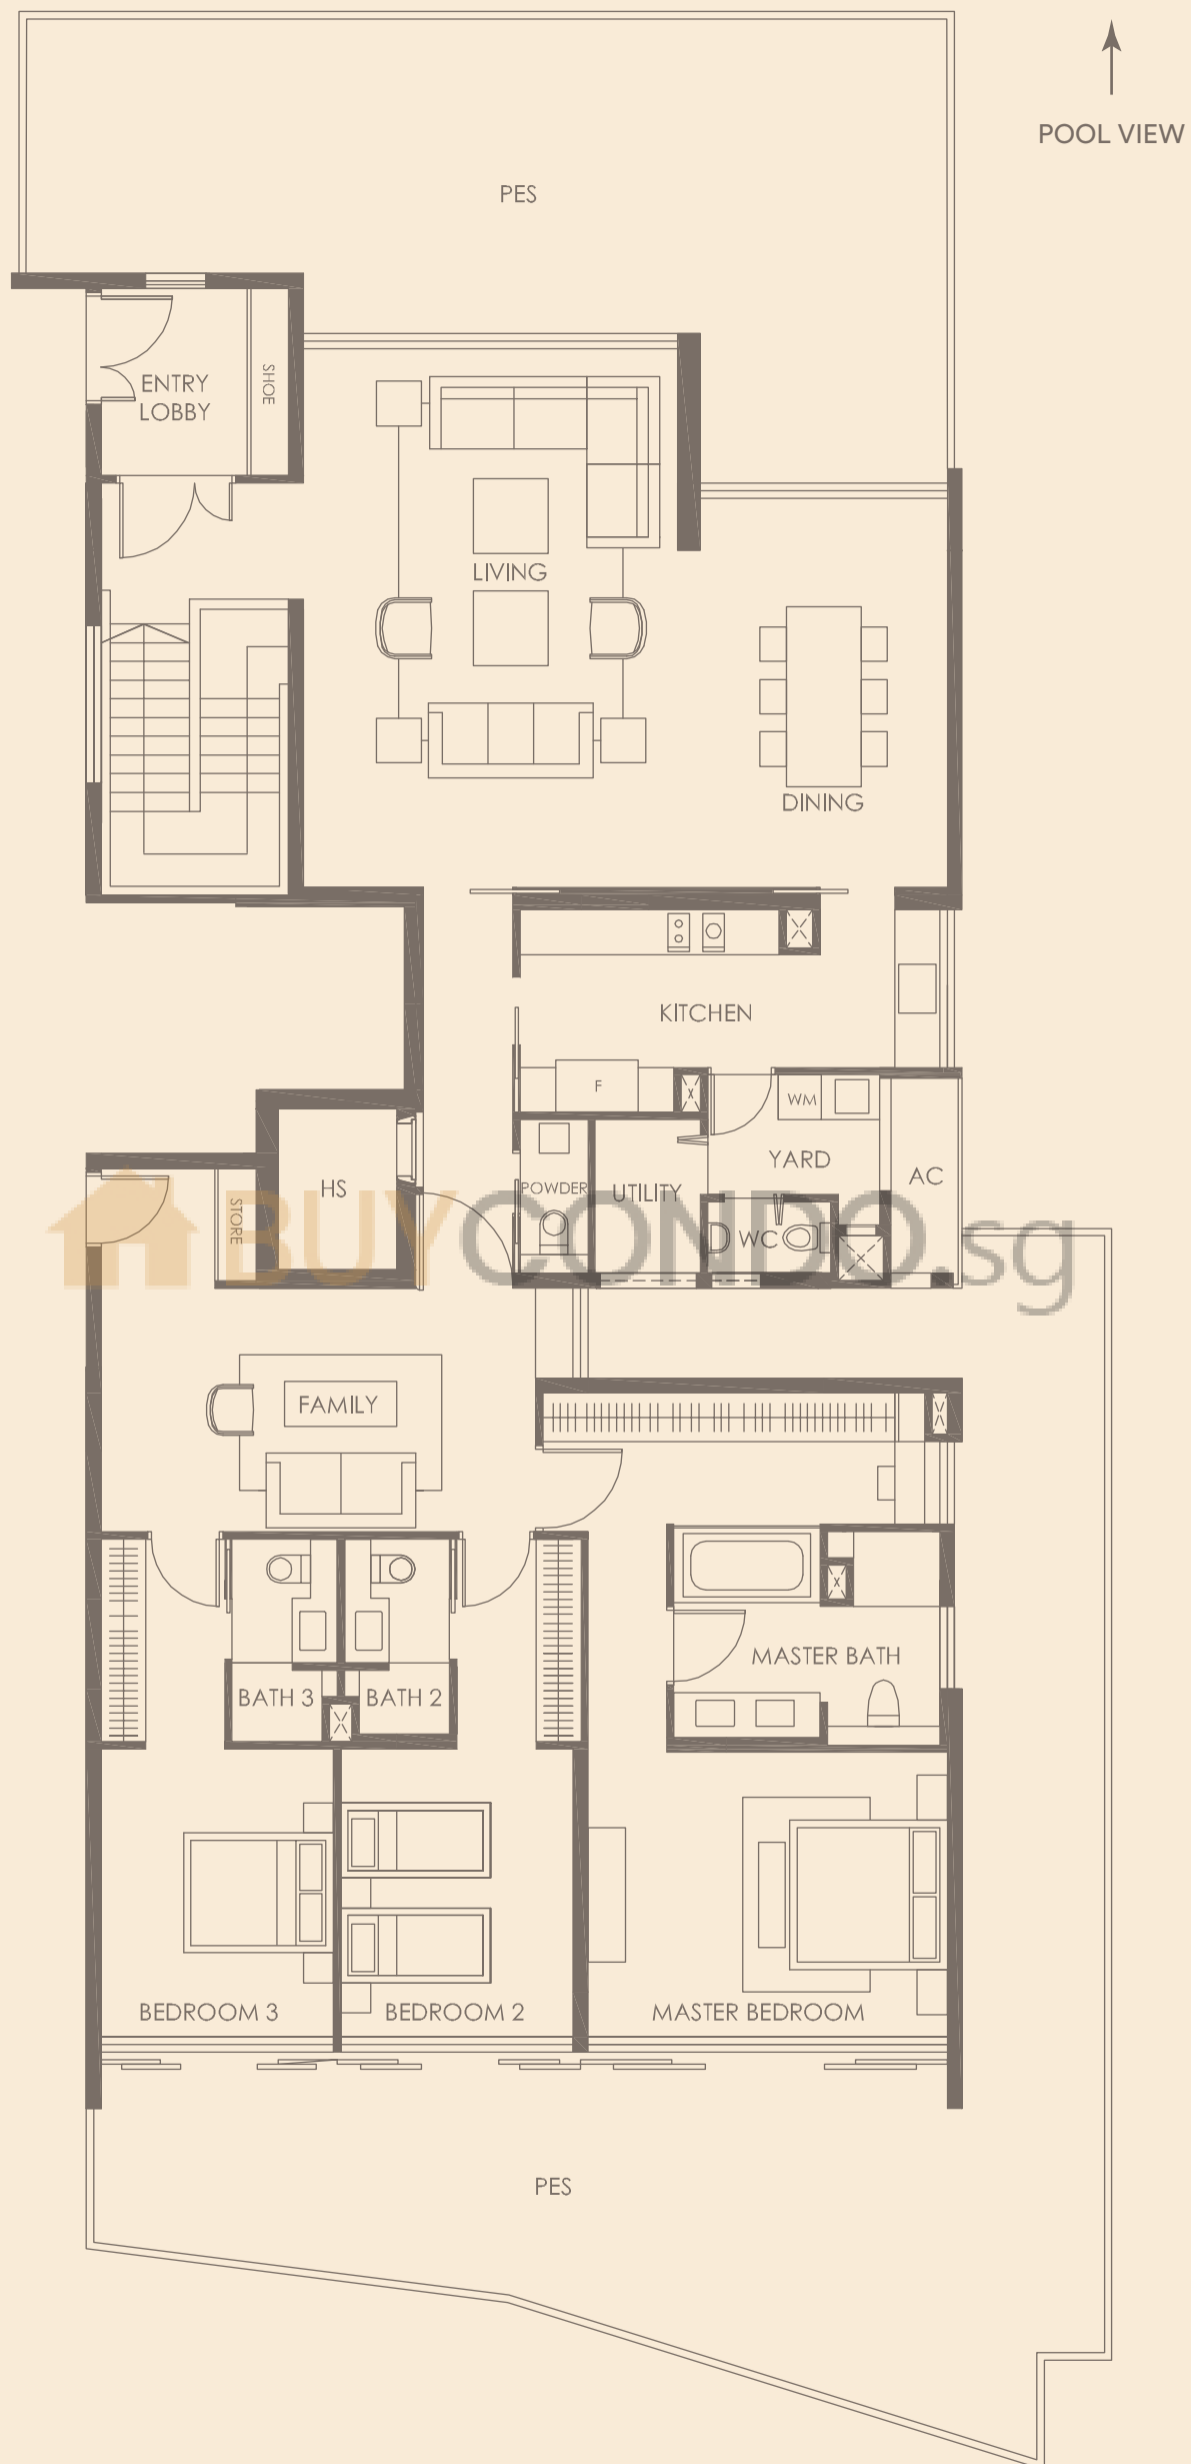 POOL VIEW
PES
ENTRY
LOBBY
SHOE
LIVING
DINING
KITCHEN
F
WM
YARD
AC
HS
POWDER
UTILITY
STORE
WC
BUYCONDO.sg
FAMILY
MASTER BATH
BATH 3
BATH 2
BEDROOM 3
BEDROOM 2
MASTER BEDROOM
PES